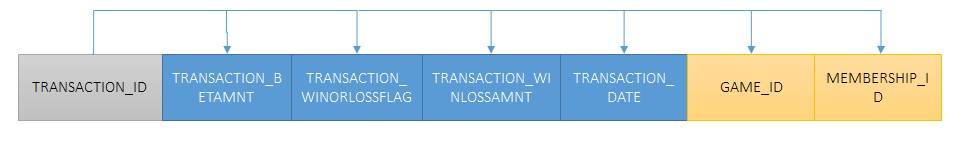 TRANSACTION_ID
TRANSACTION_B
ETAMNT
TRANSACTION_
WINORLOSSFLAG
TRANSACTION_WI
NLOSSAMNT
TRANSACTION_
DATE
GAME_ID
MEMBERSHIP_I
D